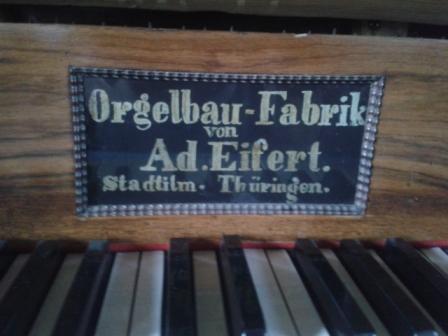 Orgelbau-Fabrik
von
Ad. Eifert.
Stadtilm. Thüringen.